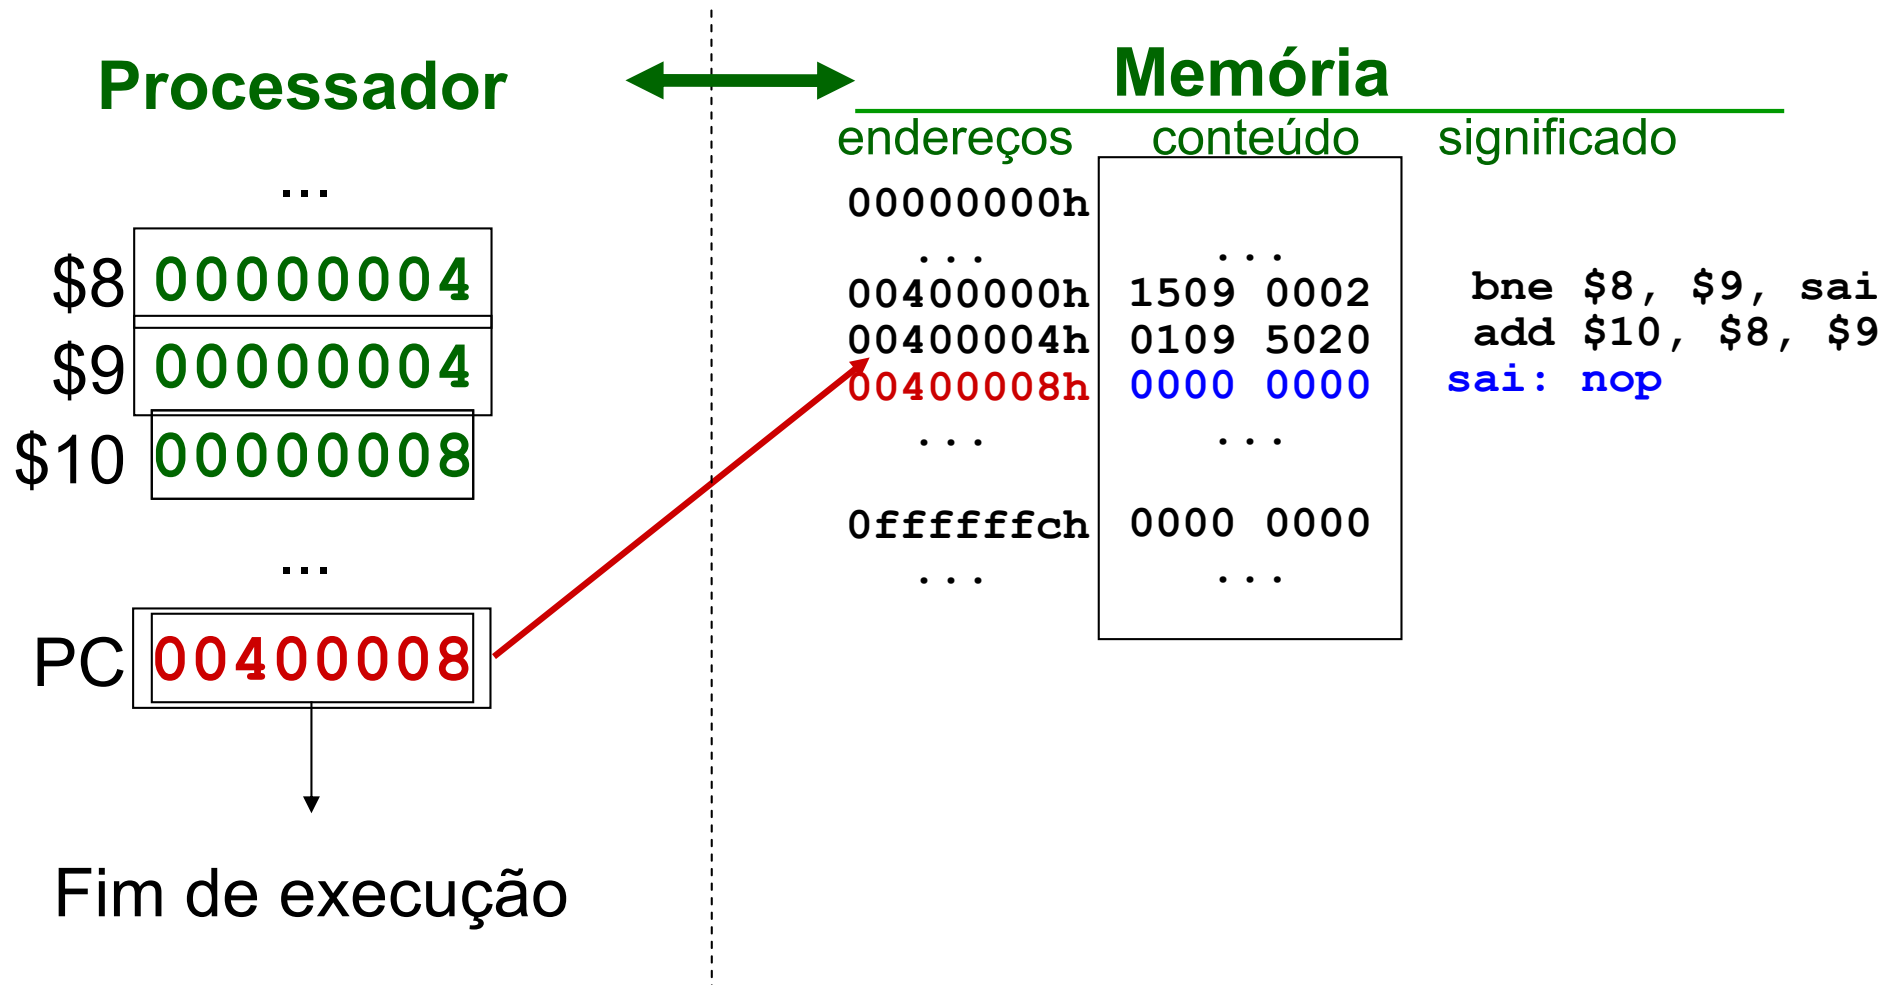 Processador
...
$8 00000004
$9 00000004
$10 00000008
...
PC 00400008
Fim de execução
Memória
endereços conteúdo significado
00000000h
... ...
00400000h 1509 0002 bne $8, $9, sai
00400004h 0109 5020 add $10, $8, $9
00400008h 0000 0000 sai: nop
... ...
0ffffffch 0000 0000
... ...